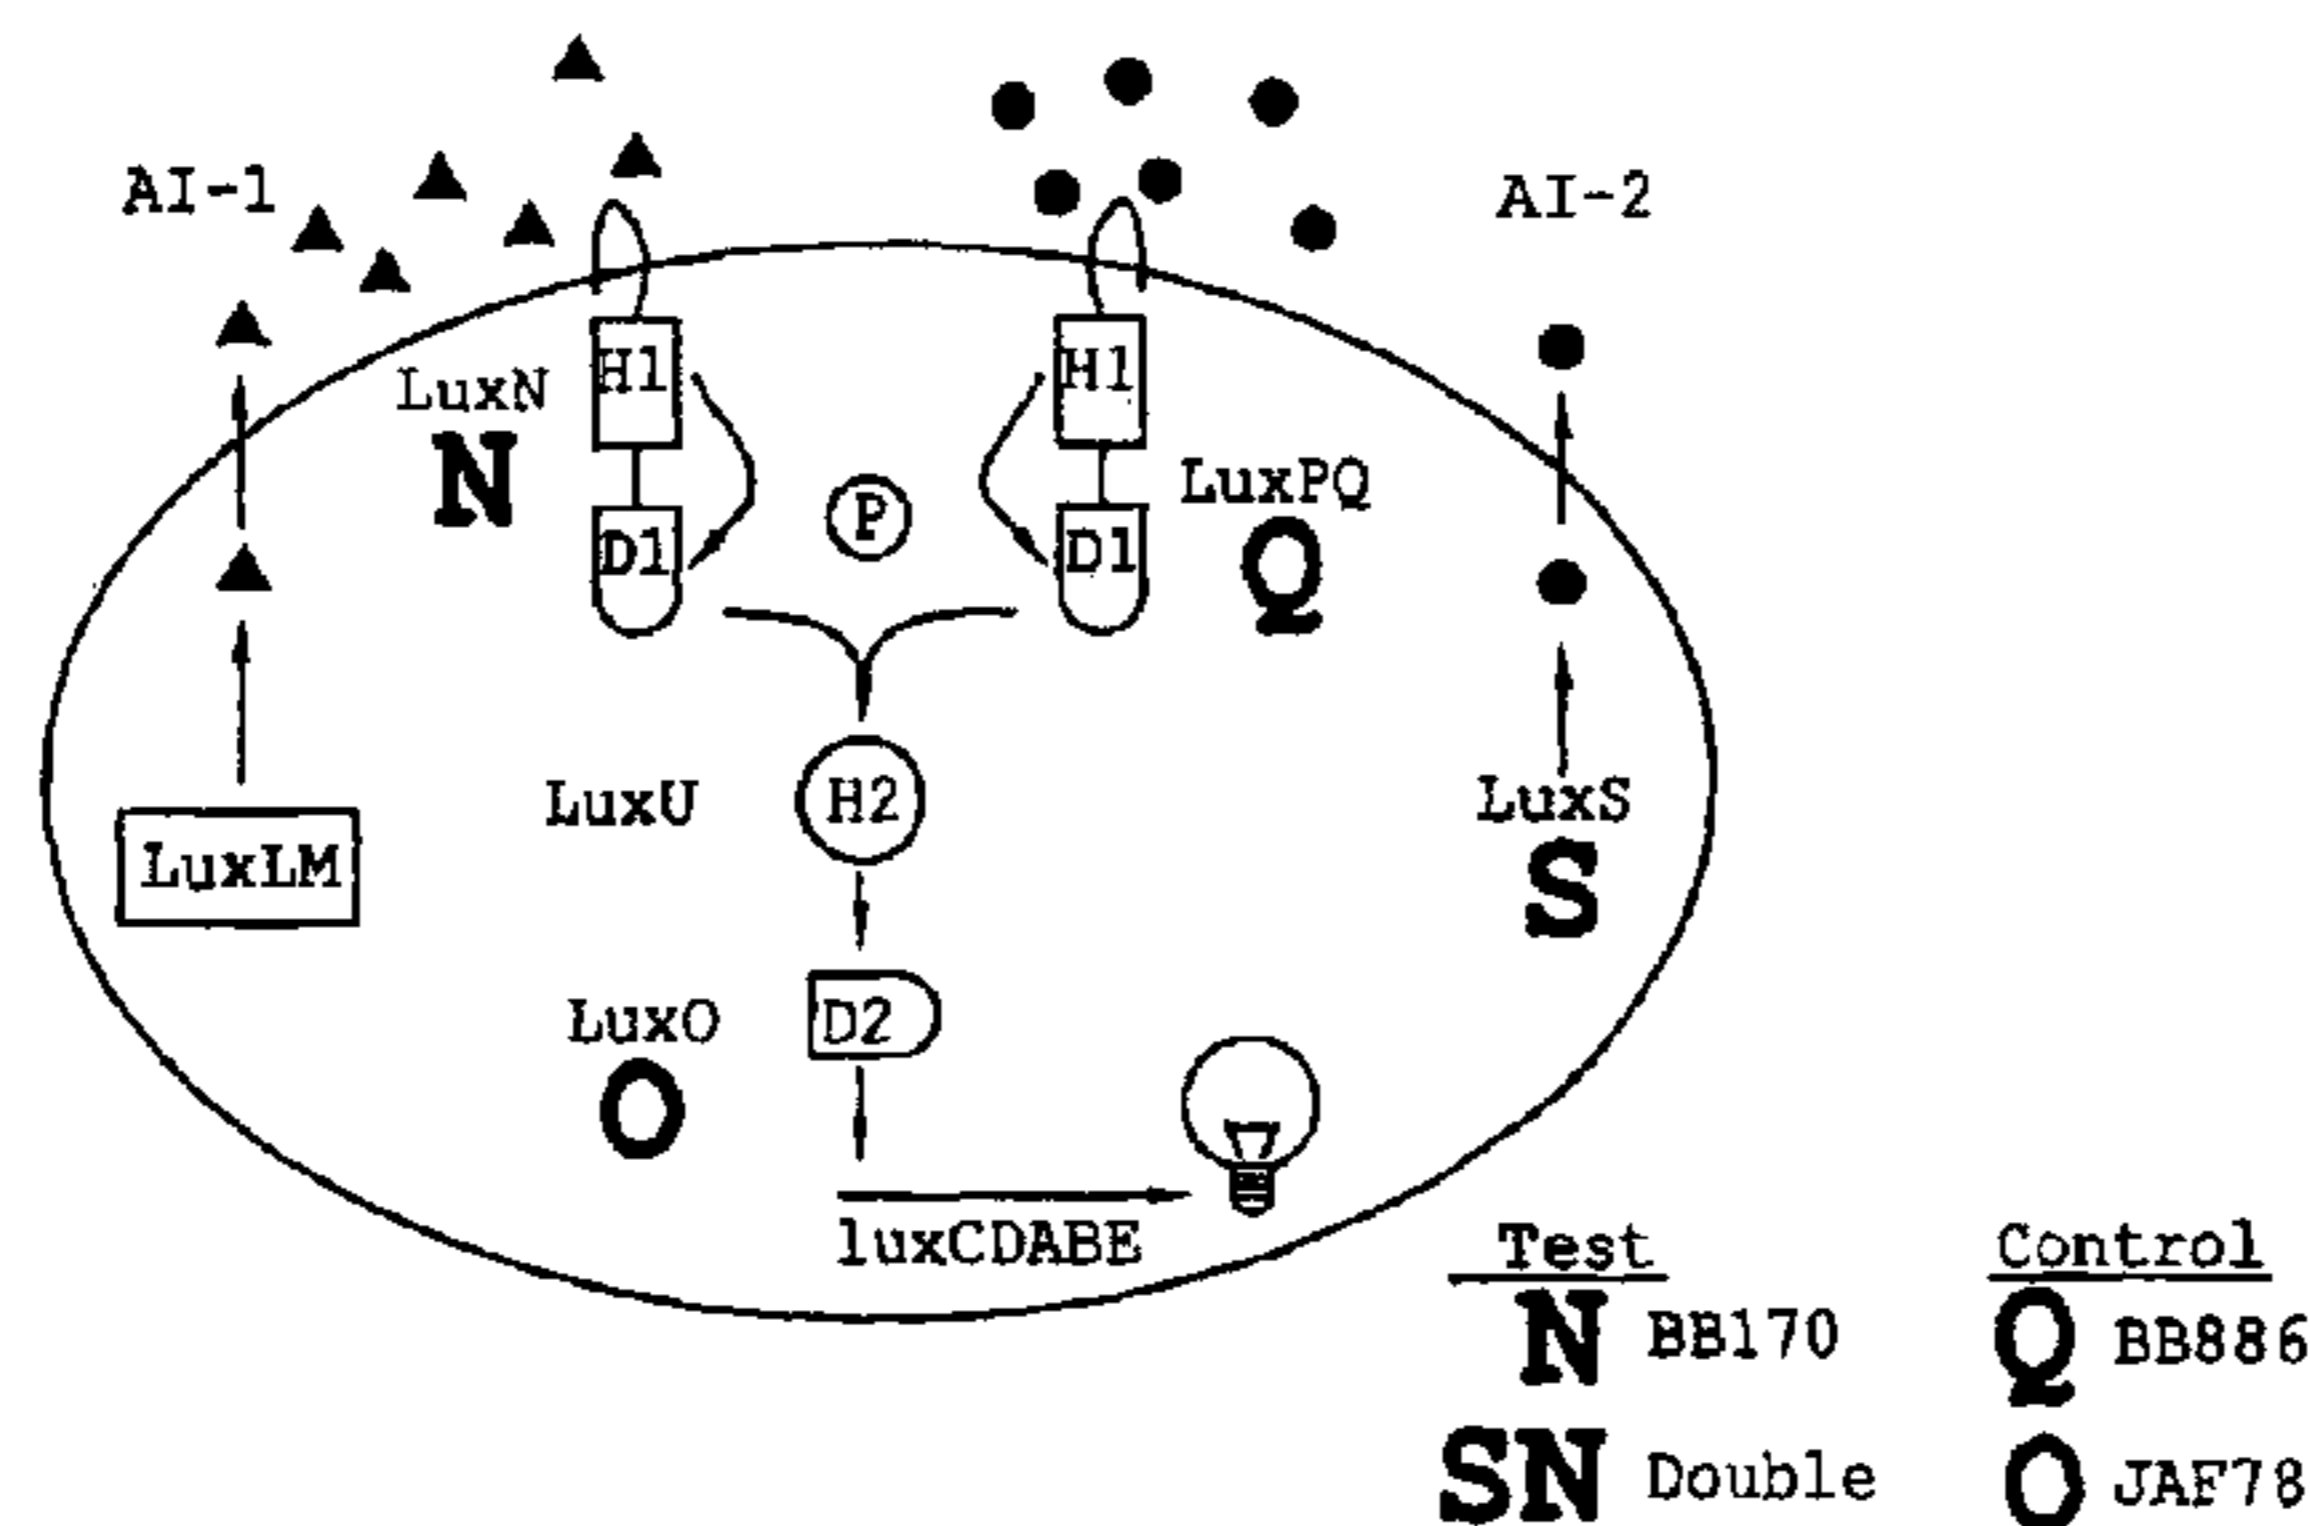 AI-1
AI-2
LuxN
N
H1
D1
P
H1
D1
LuxPQ
Q
LuxU
H2
LuxS
S
LuxLM
LuxO
O
D2
luxCDABE
Test Control
N BB170 Q BB886
SN Double O JAF78